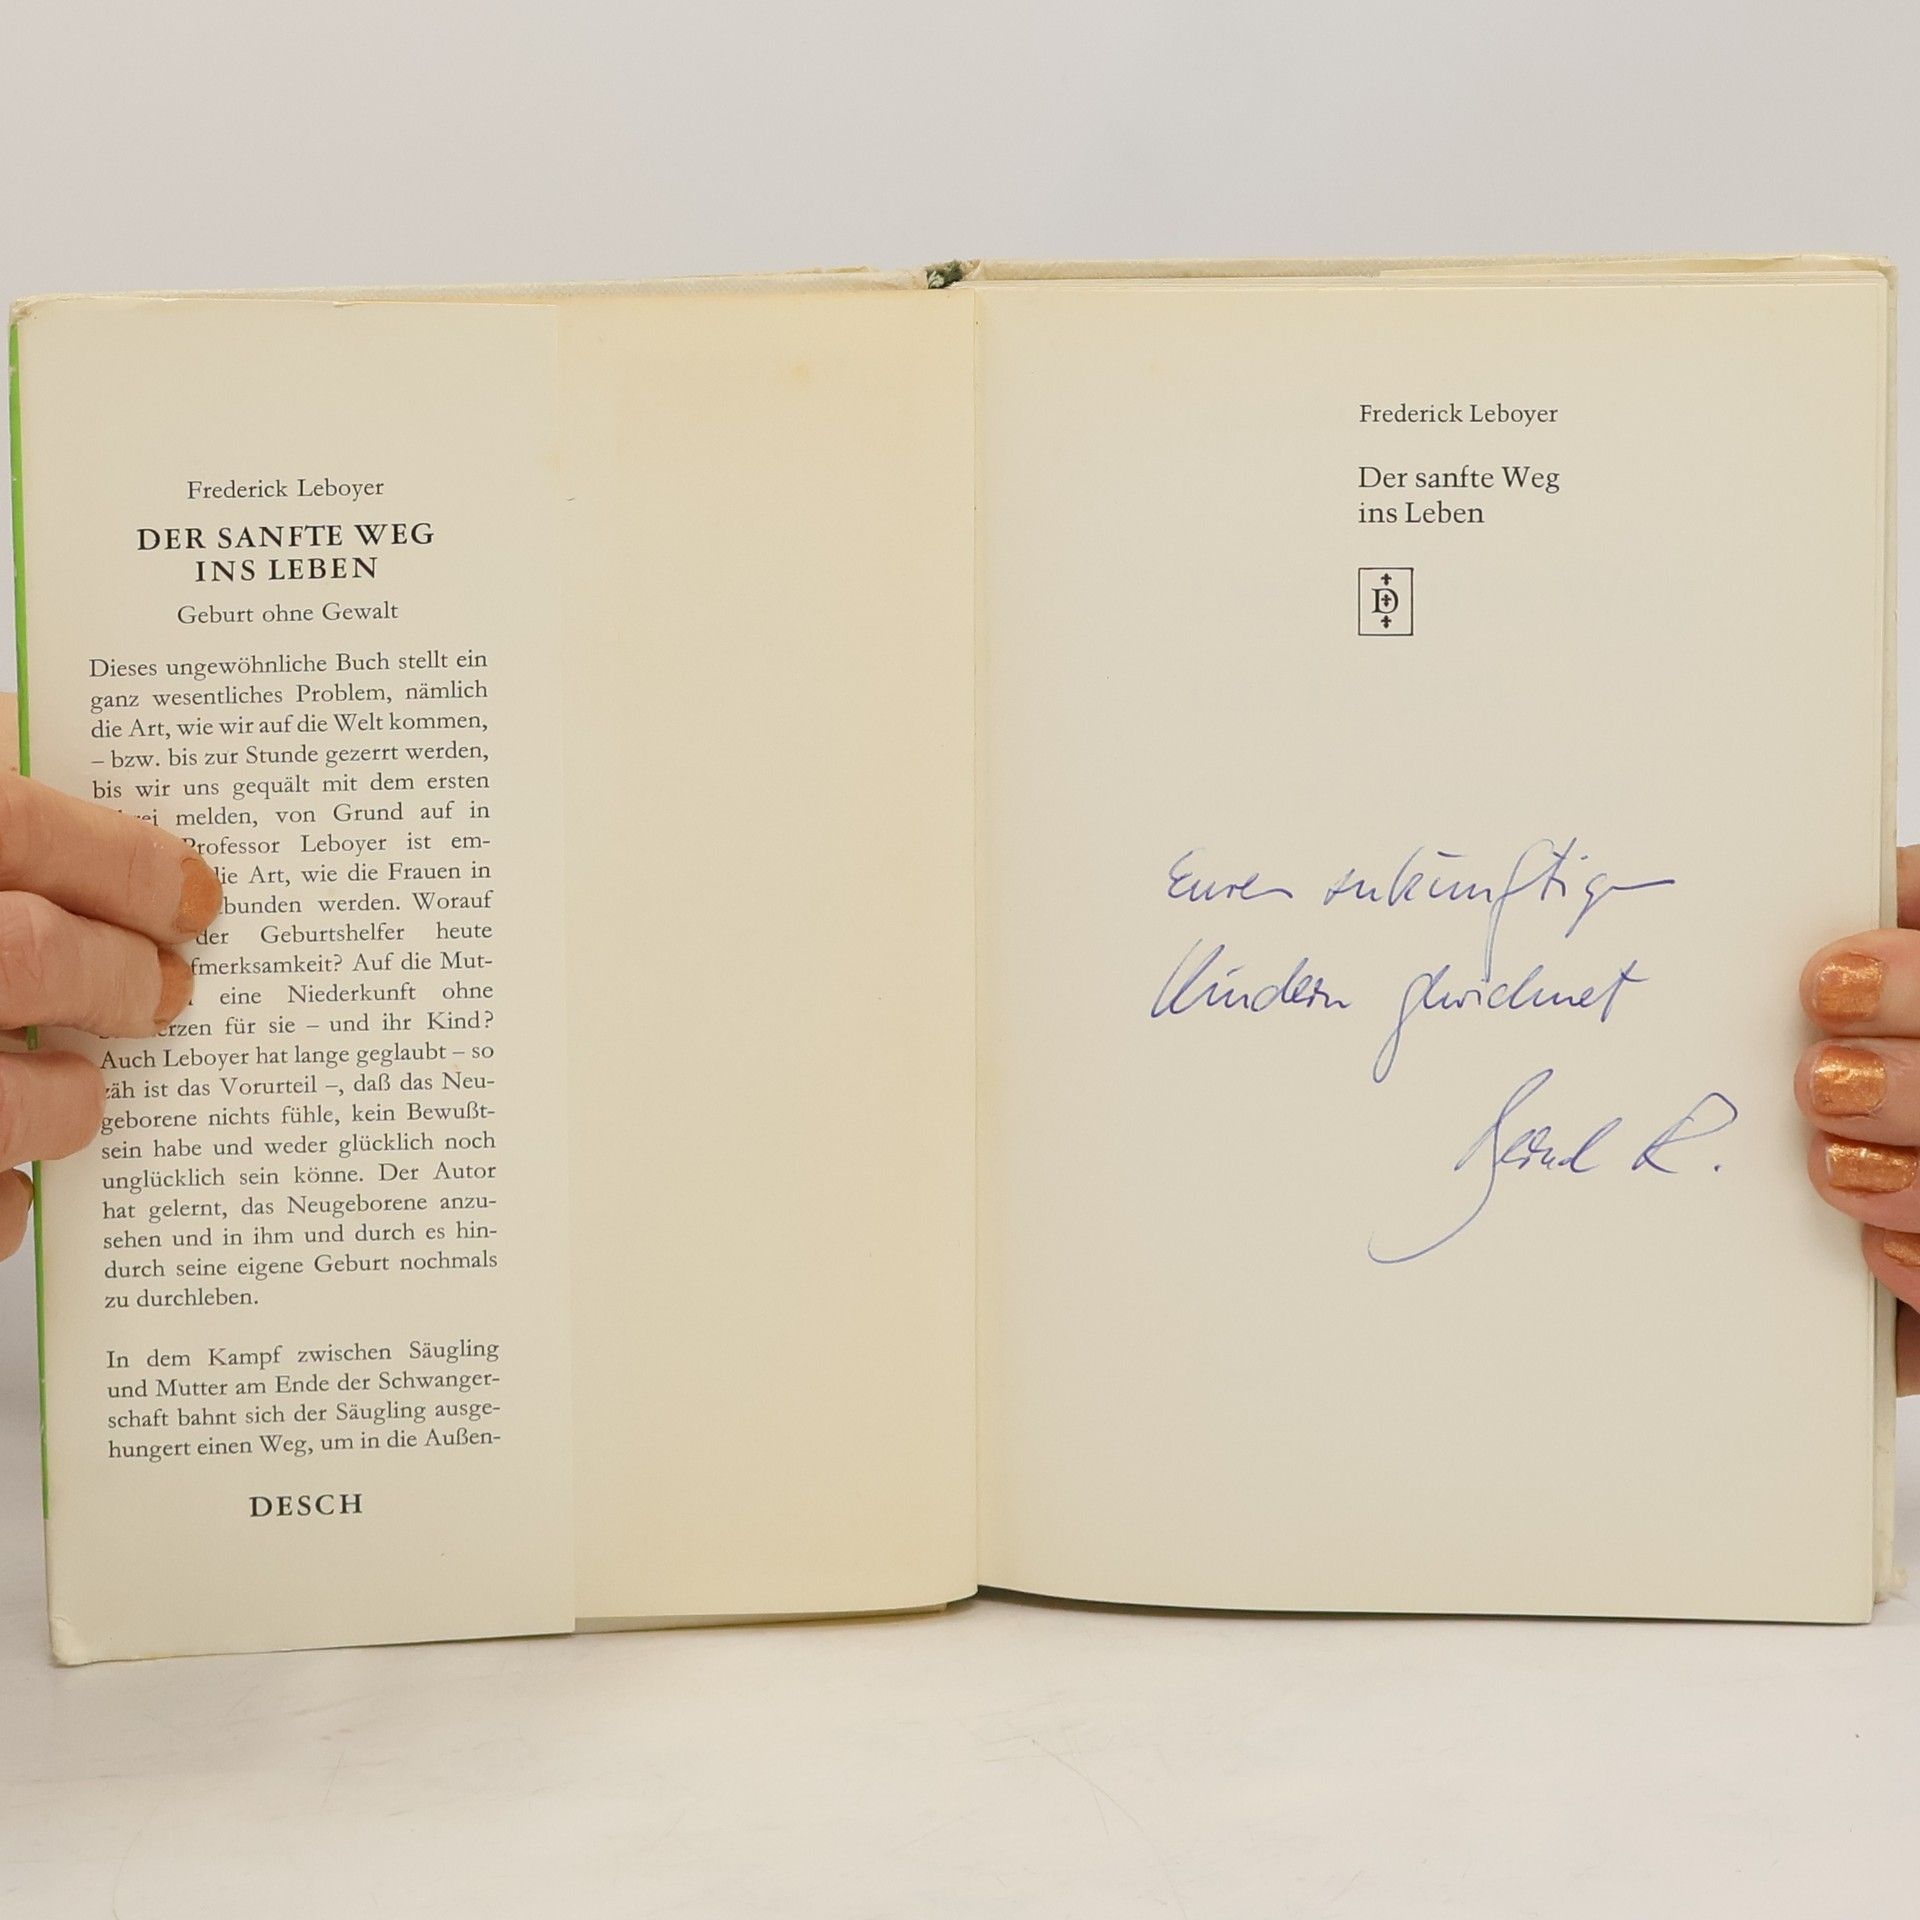 Frederick Leboyer
DER SANFTE WEG
INS LEBEN
Geburt ohne Gewalt
Dieses ungewöhnliche Buch stellt ein
ganz wesentliches Problem, nämlich
die Art, wie wir auf die Welt kommen,
– bzw. bis zur Stunde gezerrt werden,
bis wir uns gequält mit dem ersten
melden, von Grund auf in
Professor Leboyer ist em-
die Art, wie die Frauen in
bunden werden. Worauf
der Geburtshelfer heute
fmerksamkeit? Auf die Mut-
eine Niederkunft ohne
erzen für sie – und ihr Kind?
Auch Leboyer hat lange geglaubt – so
zäh ist das Vorurteil –, daß das Neu-
geborene nichts fühle, kein Bewußt-
sein habe und weder glücklich noch
unglücklich sein könne. Der Autor
hat gelernt, das Neugeborene anzu-
sehen und in ihm und durch es hin-
durch seine eigene Geburt nochmals
zu durchleben.
In dem Kampf zwischen Säugling
und Mutter am Ende der Schwanger-
schaft bahnt sich der Säugling ausge-
hungert einen Weg, um in die Außen-
DESCH
Frederick Leboyer
Der sanfte Weg
ins Leben
D
Euren zukünftigen
Kindern gewidmet
Bernd R.